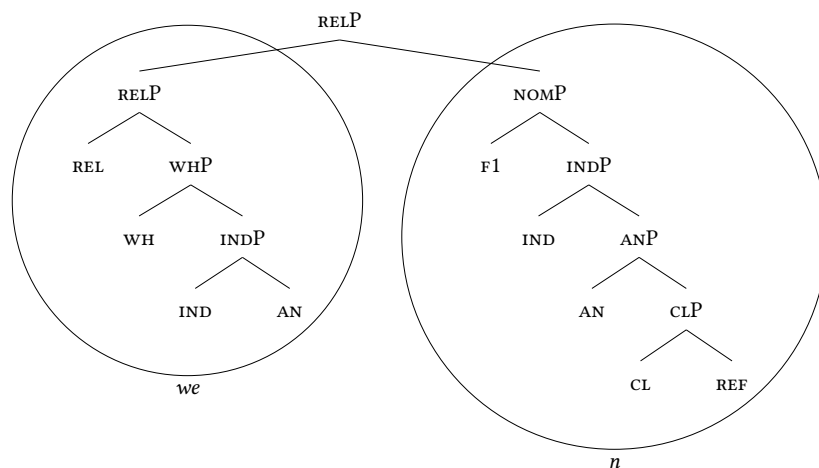 RELP
RELP NOMP
REL WHP F1 INDP
WH INDP IND ANP
IND AN AN CLP
we CL REF
n